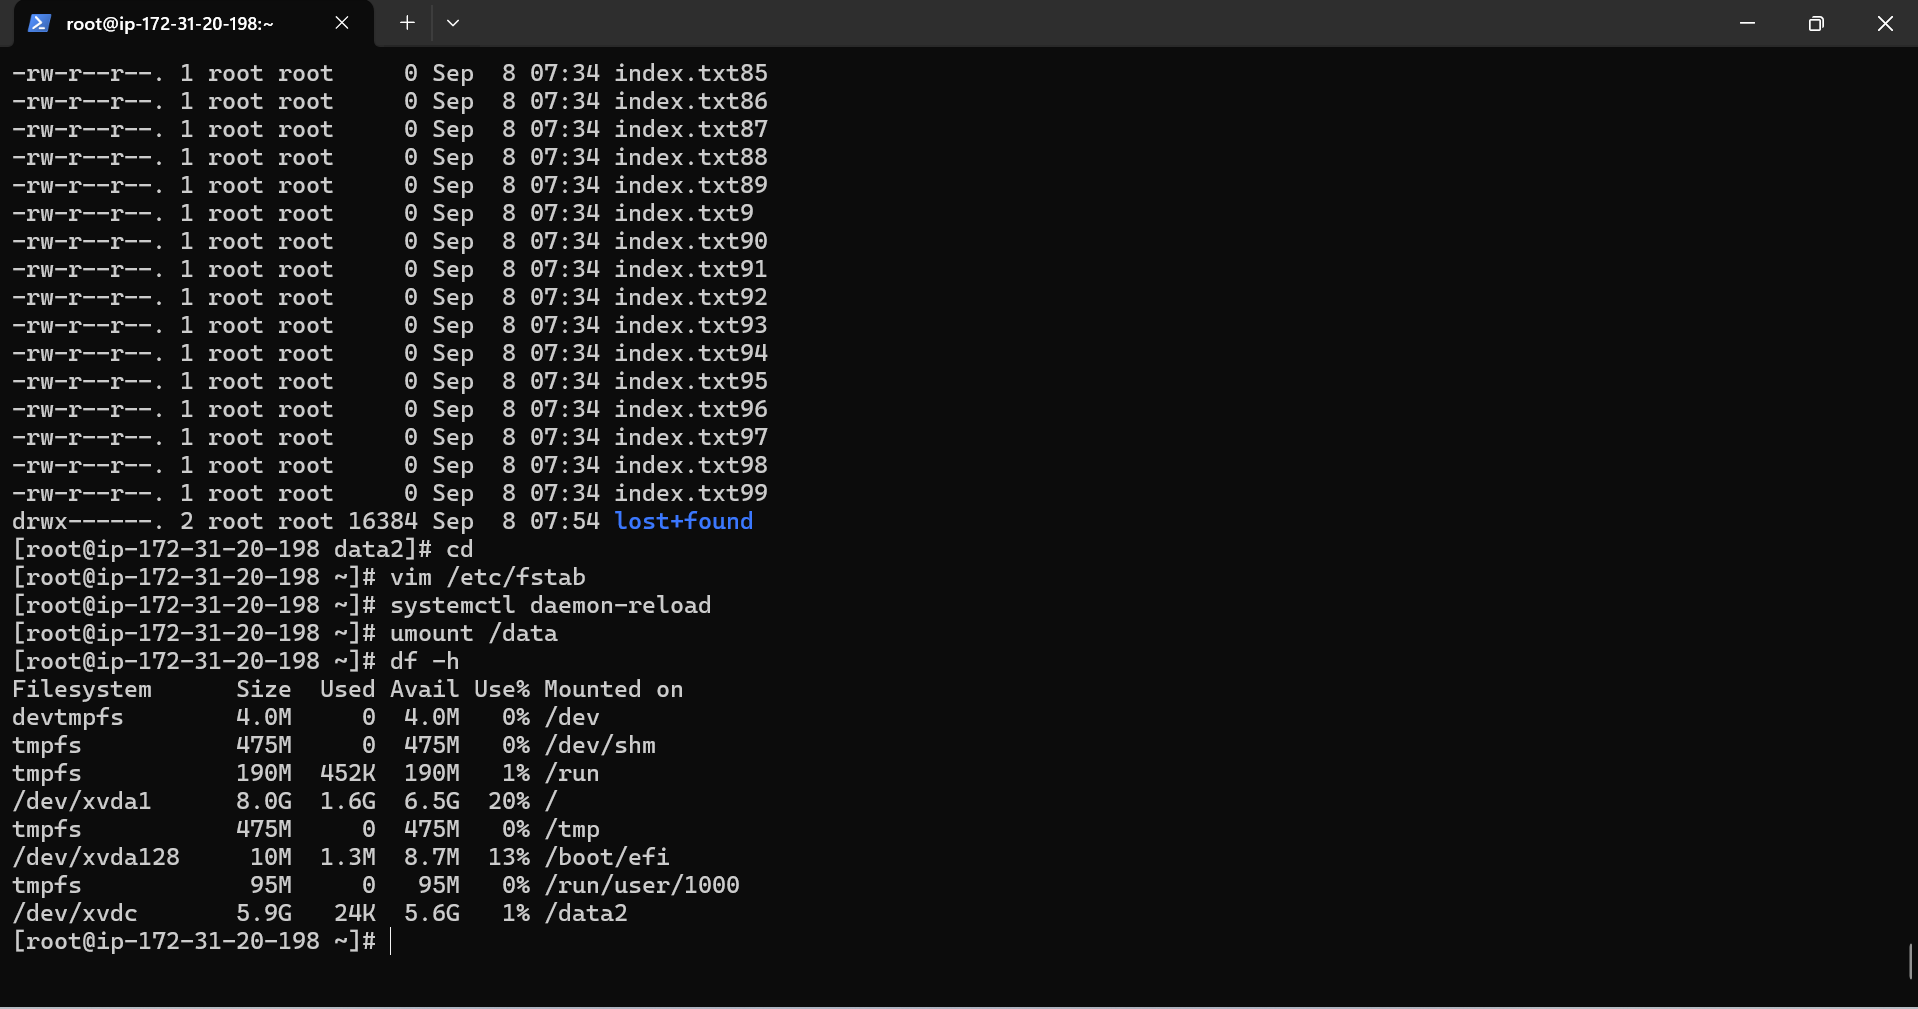 root@ip-172-31-20-198:~
-rw-r--r--. 1 root root     0 Sep  8 07:34 index.txt85
-rw-r--r--. 1 root root     0 Sep  8 07:34 index.txt86
-rw-r--r--. 1 root root     0 Sep  8 07:34 index.txt87
-rw-r--r--. 1 root root     0 Sep  8 07:34 index.txt88
-rw-r--r--. 1 root root     0 Sep  8 07:34 index.txt89
-rw-r--r--. 1 root root     0 Sep  8 07:34 index.txt9
-rw-r--r--. 1 root root     0 Sep  8 07:34 index.txt90
-rw-r--r--. 1 root root     0 Sep  8 07:34 index.txt91
-rw-r--r--. 1 root root     0 Sep  8 07:34 index.txt92
-rw-r--r--. 1 root root     0 Sep  8 07:34 index.txt93
-rw-r--r--. 1 root root     0 Sep  8 07:34 index.txt94
-rw-r--r--. 1 root root     0 Sep  8 07:34 index.txt95
-rw-r--r--. 1 root root     0 Sep  8 07:34 index.txt96
-rw-r--r--. 1 root root     0 Sep  8 07:34 index.txt97
-rw-r--r--. 1 root root     0 Sep  8 07:34 index.txt98
-rw-r--r--. 1 root root     0 Sep  8 07:34 index.txt99
drwx------. 2 root root 16384 Sep  8 07:54 lost+found
[root@ip-172-31-20-198 data2]# cd
[root@ip-172-31-20-198 ~]# vim /etc/fstab
[root@ip-172-31-20-198 ~]# systemctl daemon-reload
[root@ip-172-31-20-198 ~]# umount /data
[root@ip-172-31-20-198 ~]# df -h
Filesystem      Size  Used Avail Use% Mounted on
devtmpfs        4.0M     0  4.0M   0% /dev
tmpfs           475M     0  475M   0% /dev/shm
tmpfs           190M  452K  190M   1% /run
/dev/xvda1      8.0G  1.6G  6.5G  20% /
tmpfs           475M     0  475M   0% /tmp
/dev/xvda128     10M  1.3M  8.7M  13% /boot/efi
tmpfs            95M     0   95M   0% /run/user/1000
/dev/xvdc       5.9G   24K  5.6G   1% /data2
[root@ip-172-31-20-198 ~]#